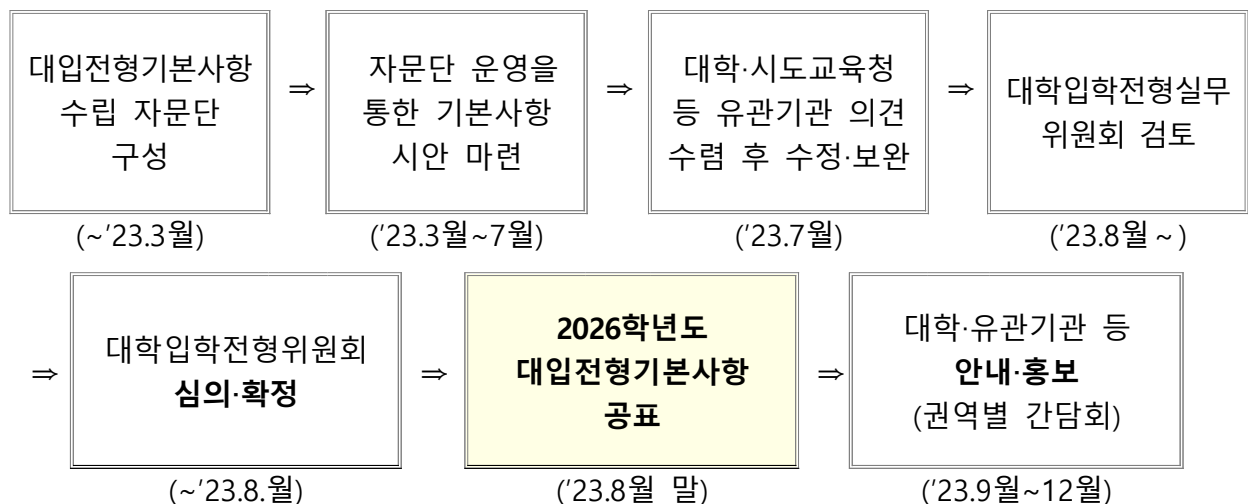 대입전형기본사항
수립 자문단
구성
⇒
자문단 운영을
통한 기본사항
시안 마련
⇒
대학·시도교육청
등 유관기관 의견
수렴 후 수정·보완
⇒
대학입학전형실무
위원회 검토
(~'23.3월)
('23.3월~7월)
('23.7월)
('23.8월~)
⇒
대학입학전형위원회
심의·확정
⇒
2026학년도
대입전형기본사항
공표
⇒
대학·유관기관 등
안내·홍보
(권역별 간담회)
(~'23.8.월)
('23.8월 말)
('23.9월~12월)